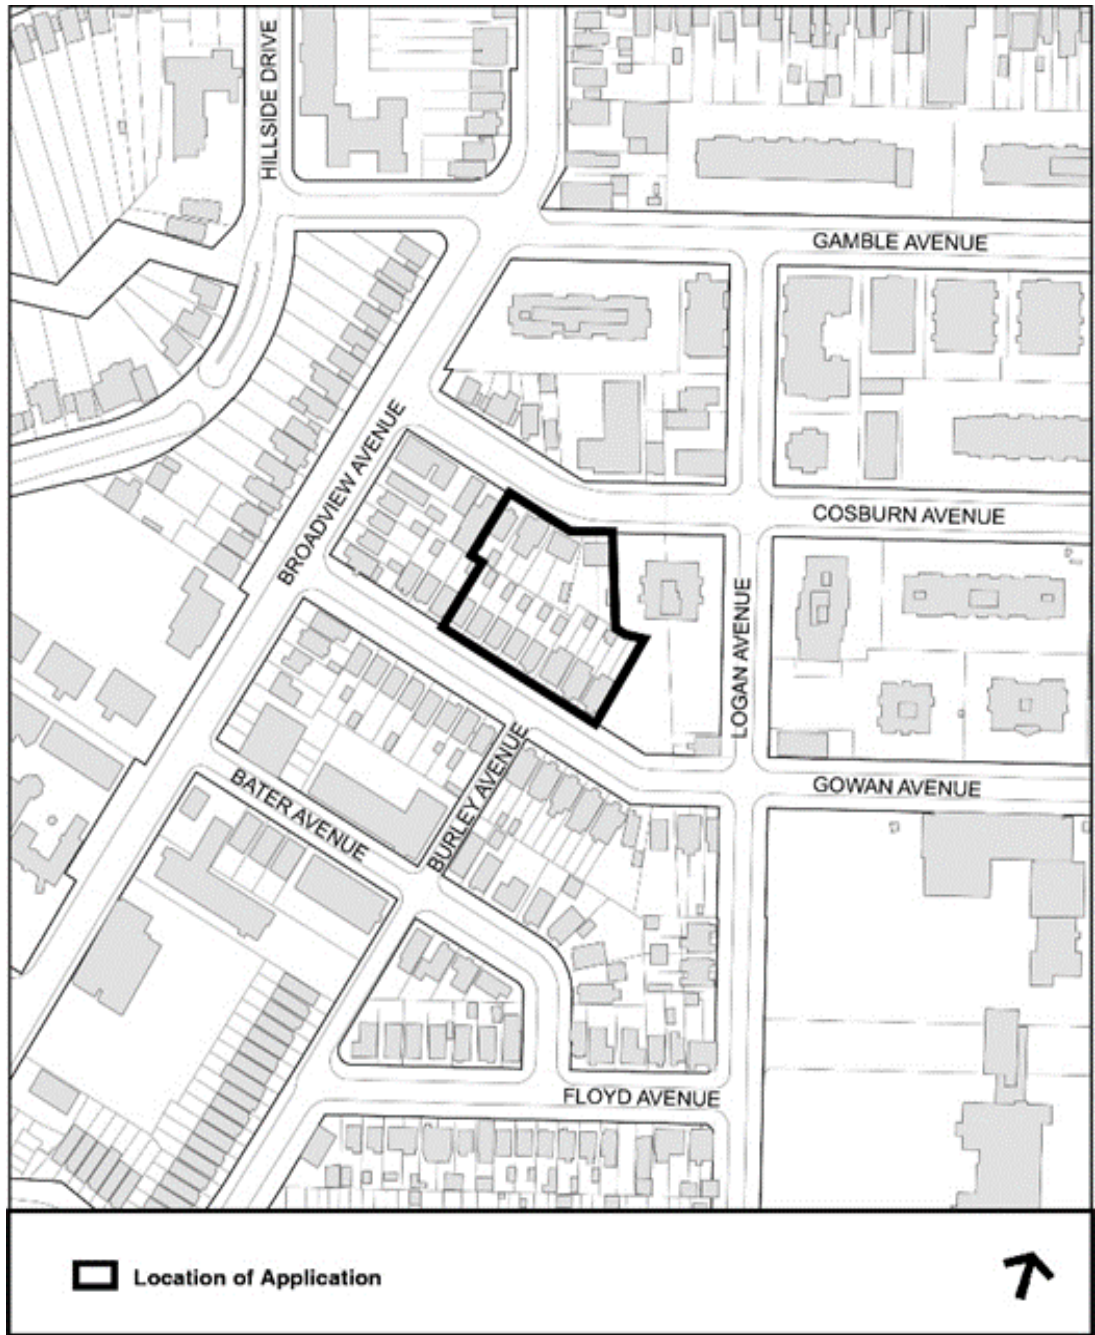 HILLSIDE DRIVE
GAMBLE AVENUE
BROADVIEW AVENUE
COSBURN AVENUE
LOGAN AVENUE
BURLEY AVENUE
BATER AVENUE
GOWAN AVENUE
FLOYD AVENUE
Location of Application